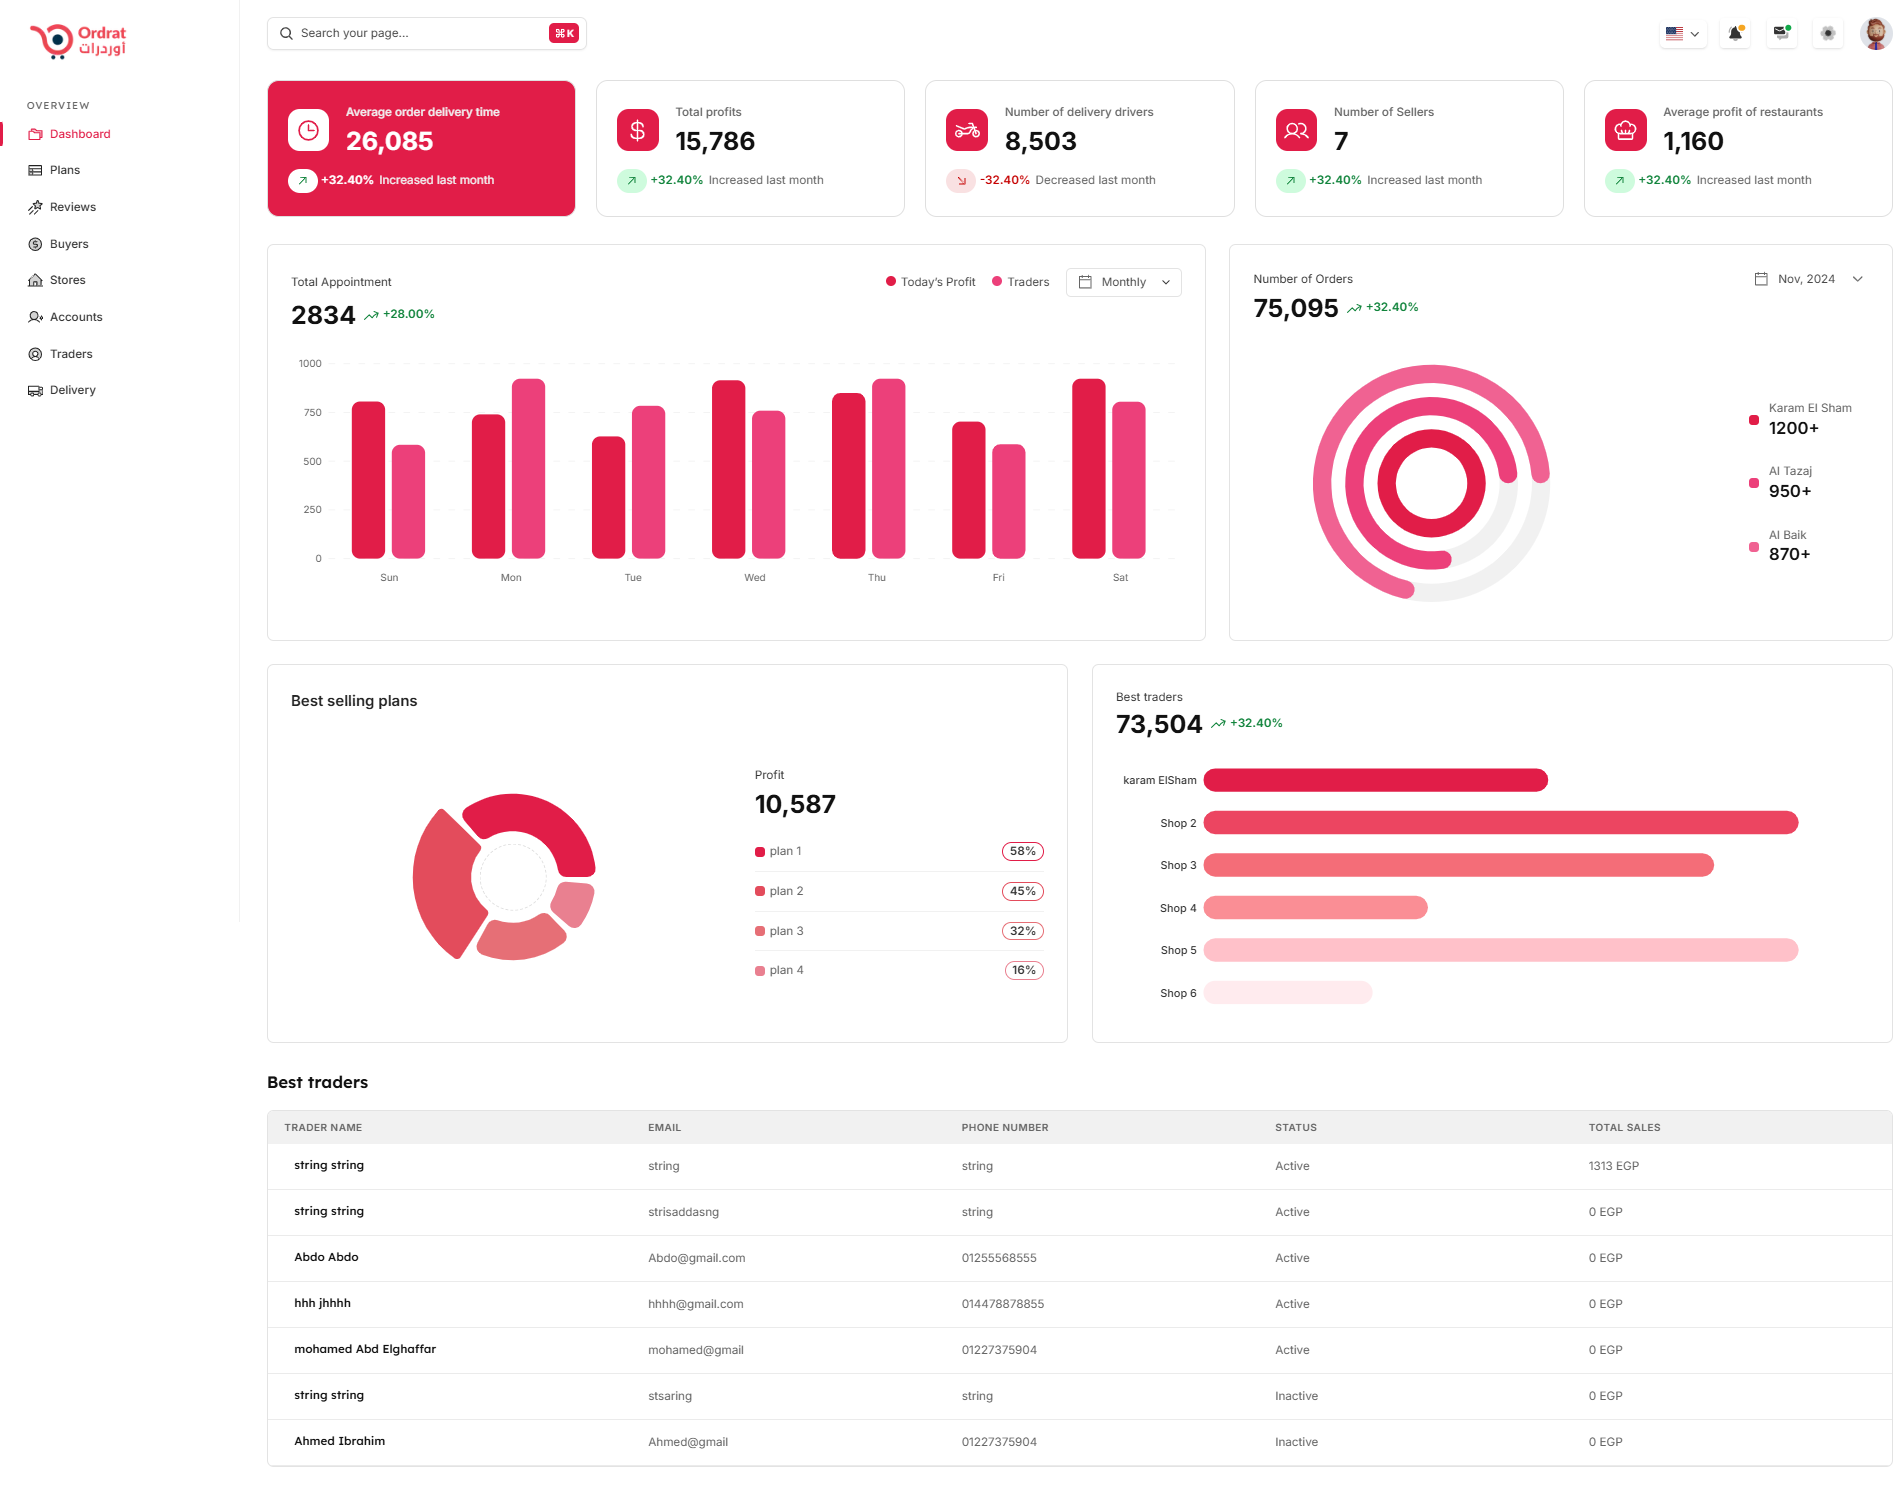 Ordrat
أوردرات
Search your page...
⌘K
OVERVIEW
Dashboard
Plans
Reviews
Buyers
Stores
Accounts
Traders
Delivery
Average order delivery time
26,085
+32.40% Increased last month
Total profits
15,786
+32.40% Increased last month
Number of delivery drivers
8,503
-32.40% Decreased last month
Number of Sellers
7
+32.40% Increased last month
Average profit of restaurants
1,160
+32.40% Increased last month
Total Appointment
2834 +28.00%
Today's Profit
Traders
Monthly
1000
750
500
250
0
Sun Mon Tue Wed Thu Fri Sat
Number of Orders
75,095 +32.40%
Nov, 2024
Karam El Sham
1200+
Al Tazaj
950+
Al Baik
870+
Best selling plans
Profit
10,587
plan 1 58%
plan 2 45%
plan 3 32%
plan 4 16%
Best traders
73,504 +32.40%
karam ElSham
Shop 2
Shop 3
Shop 4
Shop 5
Shop 6
Best traders
TRADER NAME EMAIL PHONE NUMBER STATUS TOTAL SALES
string string string string Active 1313 EGP
string string strisaddasng string Active 0 EGP
Abdo Abdo Abdo@gmail.com 01255568555 Active 0 EGP
hhh jhhhh hhhh@gmail.com 014478878855 Active 0 EGP
mohamed Abd Elghaffar mohamed@gmail 01227375904 Active 0 EGP
string string stsaring string Inactive 0 EGP
Ahmed Ibrahim Ahmed@gmail 01227375904 Inactive 0 EGP